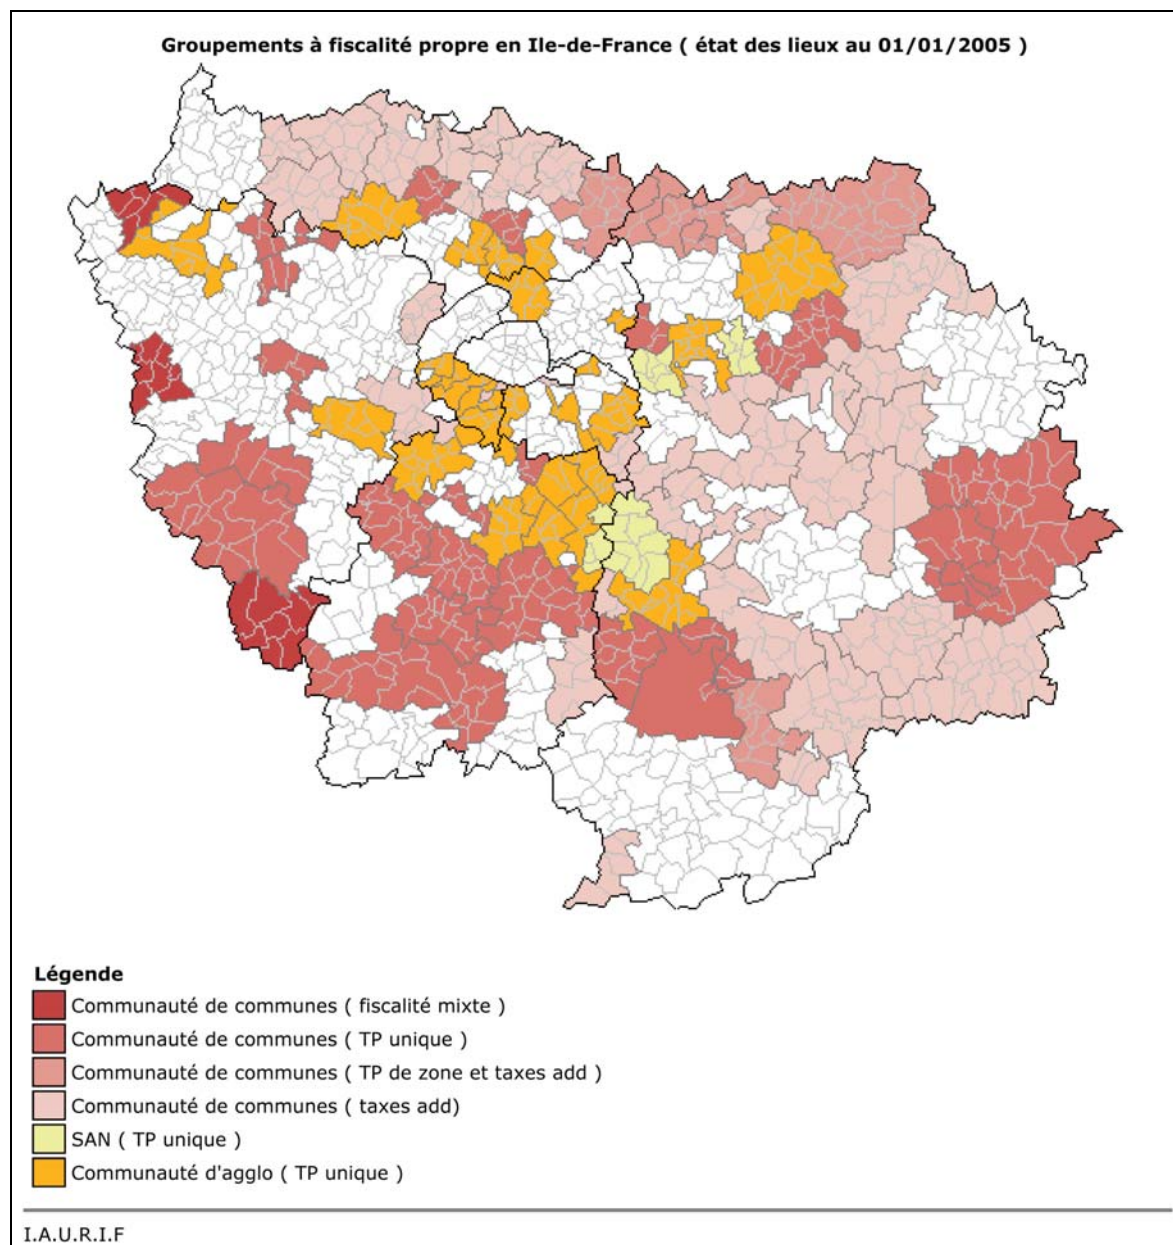 Groupements à fiscalité propre en Ile-de-France ( état des lieux au 01/01/2005 )
Légende
Communauté de communes ( fiscalité mixte )
Communauté de communes ( TP unique )
Communauté de communes ( TP de zone et taxes add )
Communauté de communes ( taxes add)
SAN ( TP unique )
Communauté d'agglo ( TP unique )
I.A.U.R.I.F